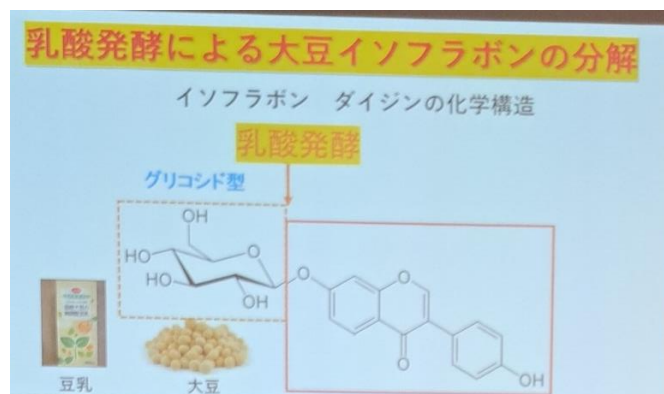 乳酸発酵による大豆イソフラボンの分解
イソフラボン　ダイジンの化学構造
乳酸発酵
グリコシド型
OH
HO
HO
OH
O
O
O
O
OH
豆乳
大豆